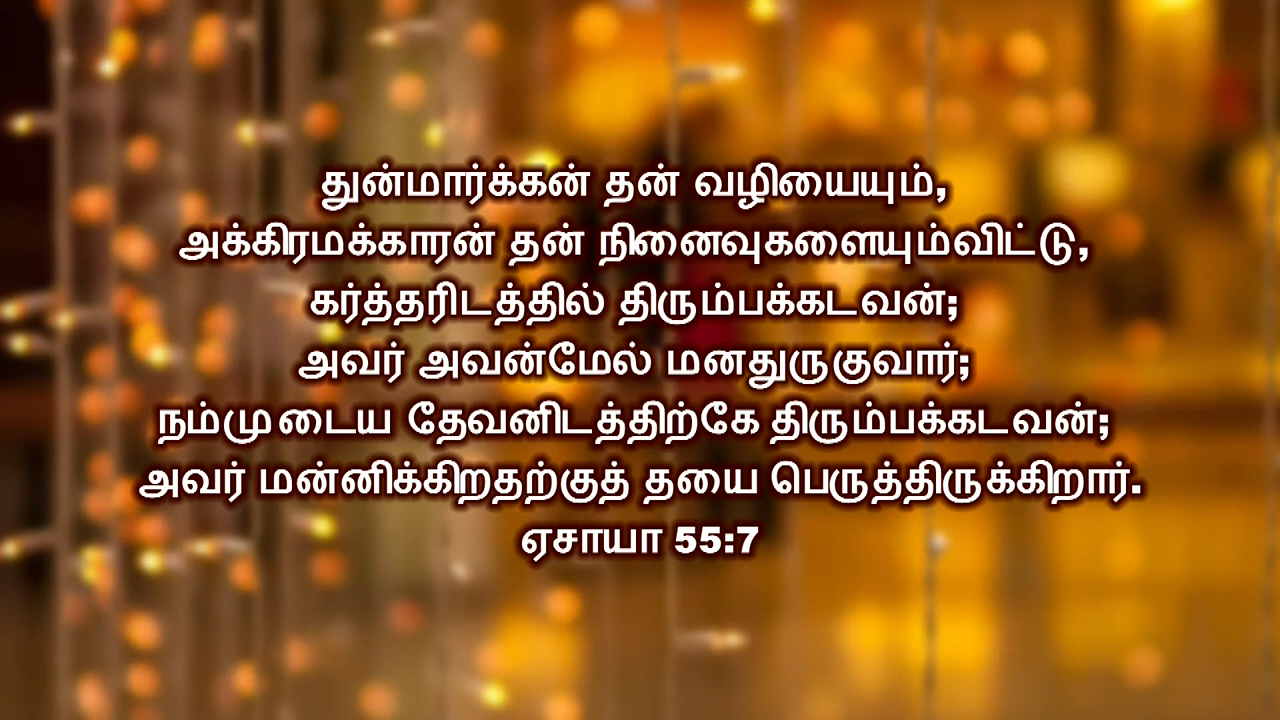 துன்மார்க்கன் தன் வழியையும்,
அக்கிரமக்காரன் தன் நினைவுகளையும்விட்டு,
கர்த்தரிடத்தில் திரும்பக்கடவன்;
அவர் அவன்மேல் மனதுருகுவார்;
நம்முடைய தேவனிடத்திற்கே திரும்பக்கடவன்;
அவர் மன்னிக்கிறதற்குத் தயை பெருத்திருக்கிறார்.
ஏசாயா 55:7